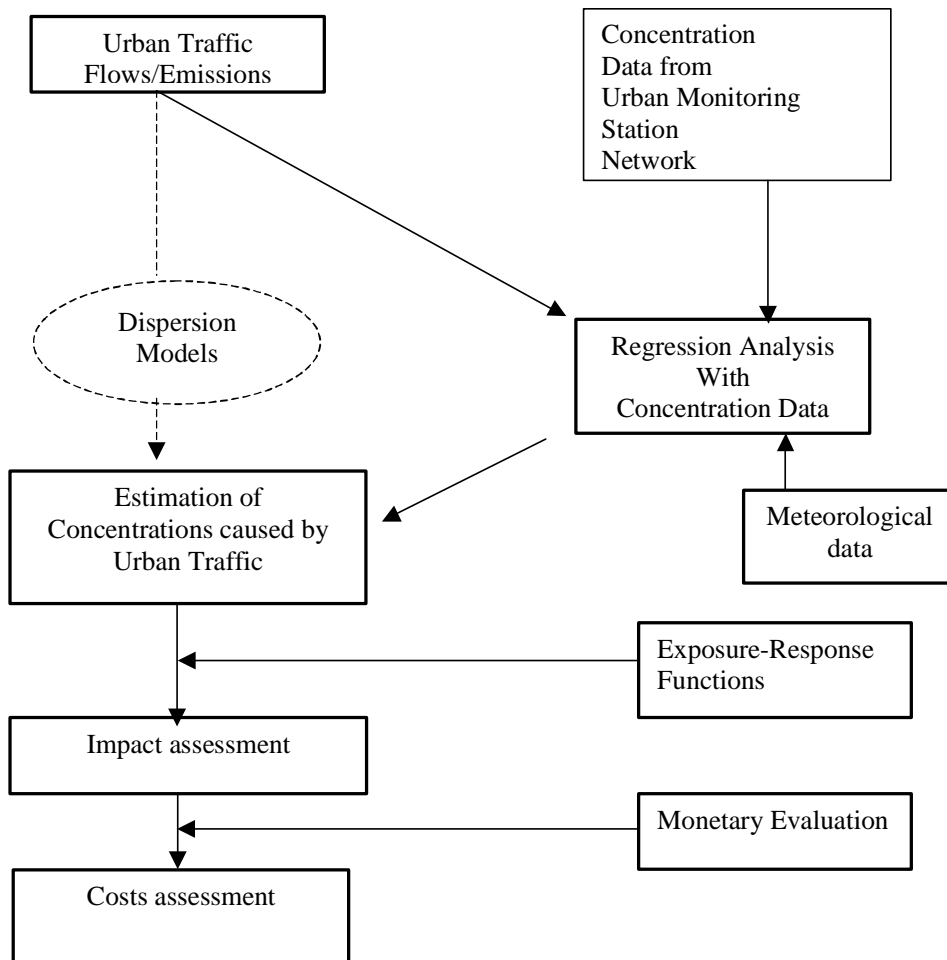 Urban Traffic
Flows/Emissions
Concentration
Data from
Urban Monitoring
Station
Network
Dispersion
Models
Regression Analysis
With
Concentration Data
Estimation of
Concentrations caused by
Urban Traffic
Meteorological
data
Exposure-Response
Functions
Impact assessment
Monetary Evaluation
Costs assessment